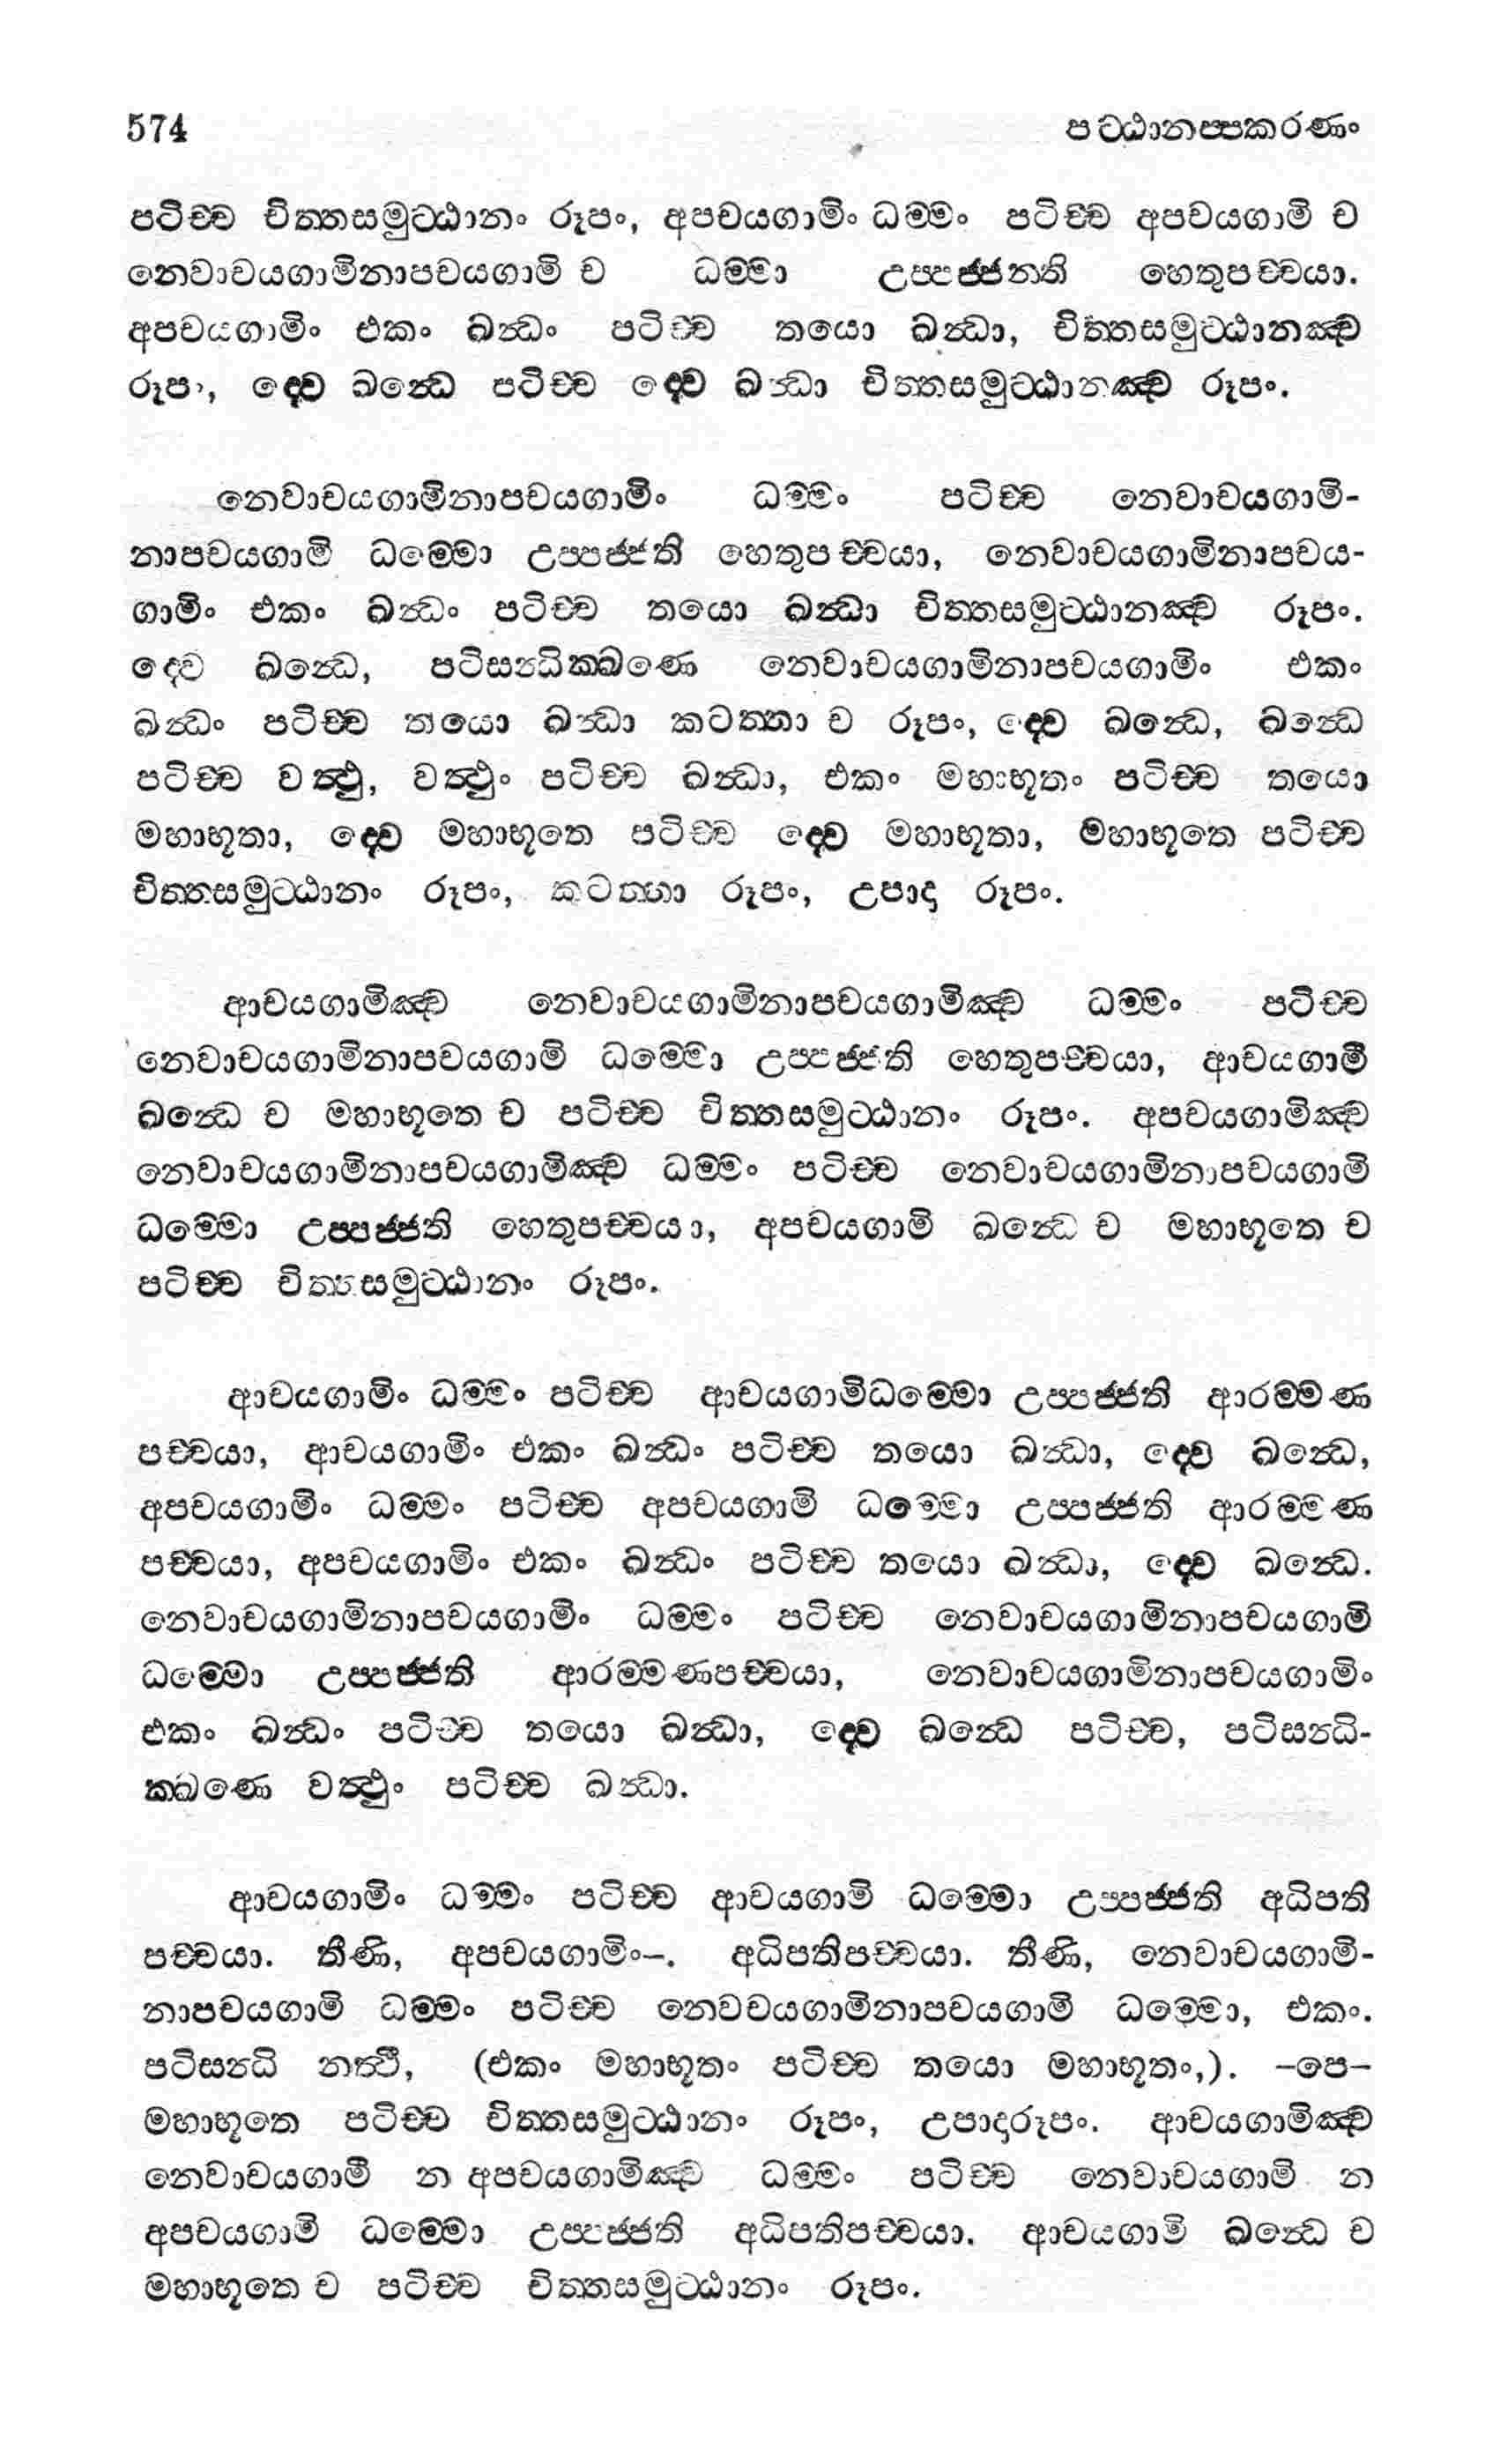 574 පට්ඨානප්පකරණං
පටිච්ච චිත්තසමුට්ඨානං රූපං, අපචයගාමිං ධම්මං පටිච්ච අපචයගාමි ච
නෙවාචයගාමිනාපචයගාමි ච ධම්මා උප්පජ්ජන්ති හෙතුපච්චයා.
අපචයගාමිං එකං ඛන්ධං පටිච්ච තයො ඛන්ධා, චිත්තසමුට්ඨානඤ්ච
රූපං, ද්වෙ ඛන්ධෙ පටිච්ච ද්වෙ ඛන්ධා චිත්තසමුට්ඨානඤ්ච රූපං.
නෙවාචයගාමිනාපචයගාමිං ධම්මං පටිච්ච නෙවාචයගාමි-
නාපචයගාමි ධම්මො උප්පජ්ජති හෙතුපච්චයා, නෙවාචයගාමිනාපචය-
ගාමිං එකං ඛන්ධං පටිච්ච තයො ඛන්ධා චිත්තසමුට්ඨානඤ්ච රූපං.
ද්වෙ ඛන්ධෙ, පටිසන්ධික්ඛණෙ නෙවාචයගාමිනාපචයගාමිං එකං
ඛන්ධං පටිච්ච තයො ඛන්ධා කටත්තා ච රූපං, ද්වෙ ඛන්ධෙ, ඛන්ධෙ
පටිච්ච වත්ථු, වත්ථුං පටිච්ච ඛන්ධා, එකං මහාභූතං පටිච්ච තයො
මහාභූතා, ද්වෙ මහාභූතෙ පටිච්ච ද්වෙ මහාභූතා, මහාභූතෙ පටිච්ච
චිත්තසමුට්ඨානං රූපං, කටත්තා රූපං, උපාදා රූපං.
ආචයගාමිඤ්ච නෙවාචයගාමිනාපචයගාමිඤ්ච ධම්මං පටිච්ච
නෙවාචයගාමිනාපචයගාමි ධම්මො උප්පජ්ජති හෙතුපච්චයා, ආචයගාමී
ඛන්ධෙ ච මහාභූතෙ ච පටිච්ච චිත්තසමුට්ඨානං රූපං. අපචයගාමිඤ්ච
නෙවාචයගාමිනාපචයගාමිඤ්ච ධම්මං පටිච්ච නෙවාචයගාමිනාපචයගාමි
ධම්මො උප්පජ්ජති හෙතුපච්චයා, අපචයගාමි ඛන්ධෙ ච මහාභූතෙ ච
පටිච්ච චිත්තසමුට්ඨානං රූපං.
ආචයගාමිං ධම්මං පටිච්ච ආචයගාමිධම්මො උප්පජ්ජති ආරම්මණ
පච්චයා, ආචයගාමිං එකං ඛන්ධං පටිච්ච තයො ඛන්ධා, ද්වෙ ඛන්ධෙ,
අපචයගාමිං ධම්මං පටිච්ච අපචයගාමි ධම්මො උප්පජ්ජති ආරම්මණ
පච්චයා, අපචයගාමිං එකං ඛන්ධං පටිච්ච තයො ඛන්ධා, ද්වෙ ඛන්ධෙ.
නෙවාචයගාමිනාපචයගාමිං ධම්මං පටිච්ච නෙවාචයගාමිනාපචයගාමි
ධම්මො උප්පජ්ජති ආරම්මණපච්චයා, නෙවාචයගාමිනාපචයගාමිං
එකං ඛන්ධං පටිච්ච තයො ඛන්ධා, ද්වෙ ඛන්ධෙ පටිච්ච, පටිසන්ධි-
ක්ඛණෙ වත්ථුං පටිච්ච ඛන්ධා.
ආචයගාමිං ධම්මං පටිච්ච ආචයගාමි ධම්මො උප්පජ්ජති අධිපති
පච්චයා. තීණි, අපචයගාමිං–. අධිපතිපච්චයා. තීණි, නෙවාචයගාමි-
නාපචයගාමි ධම්මං පටිච්ච නෙවචයගාමිනාපචයගාමි ධම්මො, එකං.
පටිසන්ධි නත්ථි, (එකං මහාභූතං පටිච්ච තයො මහාභූතං,). –පෙ–
මහාභූතෙ පටිච්ච චිත්තසමුට්ඨානං රූපං, උපාදාරූපං. ආචයගාමිඤ්ච
නෙවාචයගාමී න අපචයගාමිඤ්ච ධම්මං පටිච්ච නෙවාචයගාමි න
අපචයගාමි ධම්මො උප්පජ්ජති අධිපතිපච්චයා. ආචයගාමි ඛන්ධෙ ච
මහාභූතෙ ච පටිච්ච චිත්තසමුට්ඨානං රූපං.